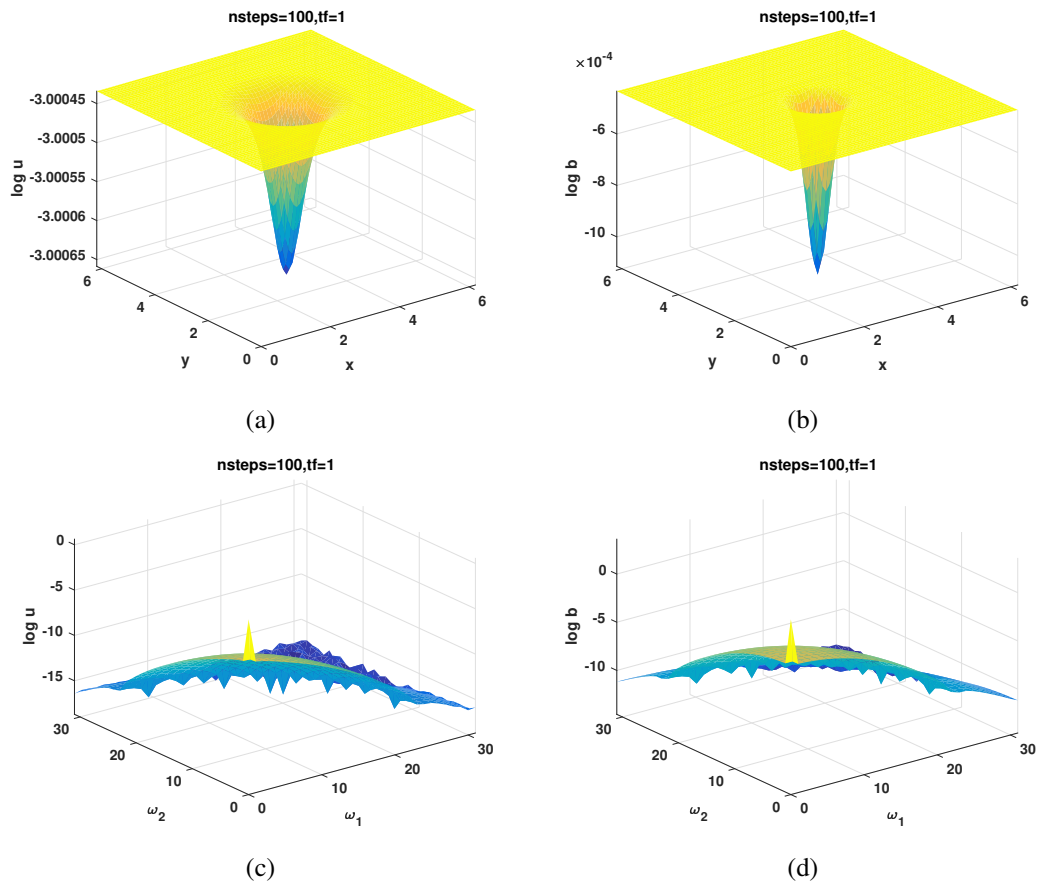 nsteps=100,tf=1
-3.00045
-3.0005
-3.00055
-3.0006
-3.00065
log u
6
4
2
0
y
0
2
4
6
x
(a)
nsteps=100,tf=1
×10⁻⁴
-6
-8
-10
log b
6
4
2
0
y
0
2
4
6
x
(b)
nsteps=100,tf=1
0
-5
-10
-15
log u
30
20
10
0
ω₂
0
10
20
30
ω₁
(c)
nsteps=100,tf=1
0
-5
-10
log b
30
20
10
0
ω₂
0
10
20
30
ω₁
(d)